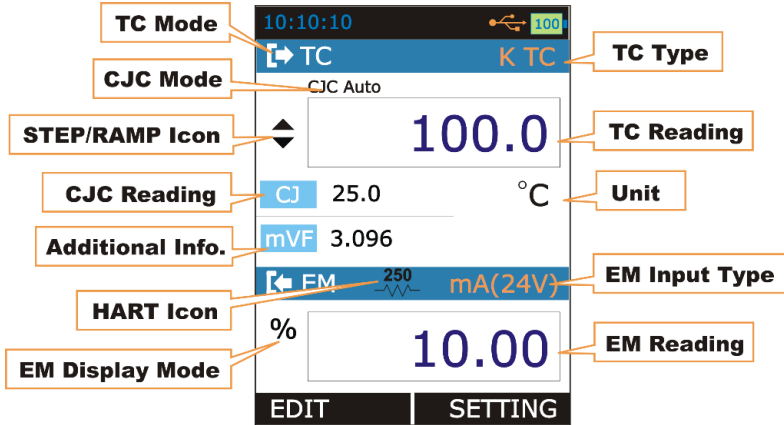 10:10:10 100
TC Mode
TC K TC
TC Type
CJC Mode
CJC Auto
STEP/RAMP Icon
100.0
TC Reading
CJC Reading
CJ 25.0
°C
Unit
Additional Info.
mVF 3.096
EM 250 mA(24V)
EM Input Type
HART Icon
%
10.00
EM Reading
EM Display Mode
EDIT SETTING